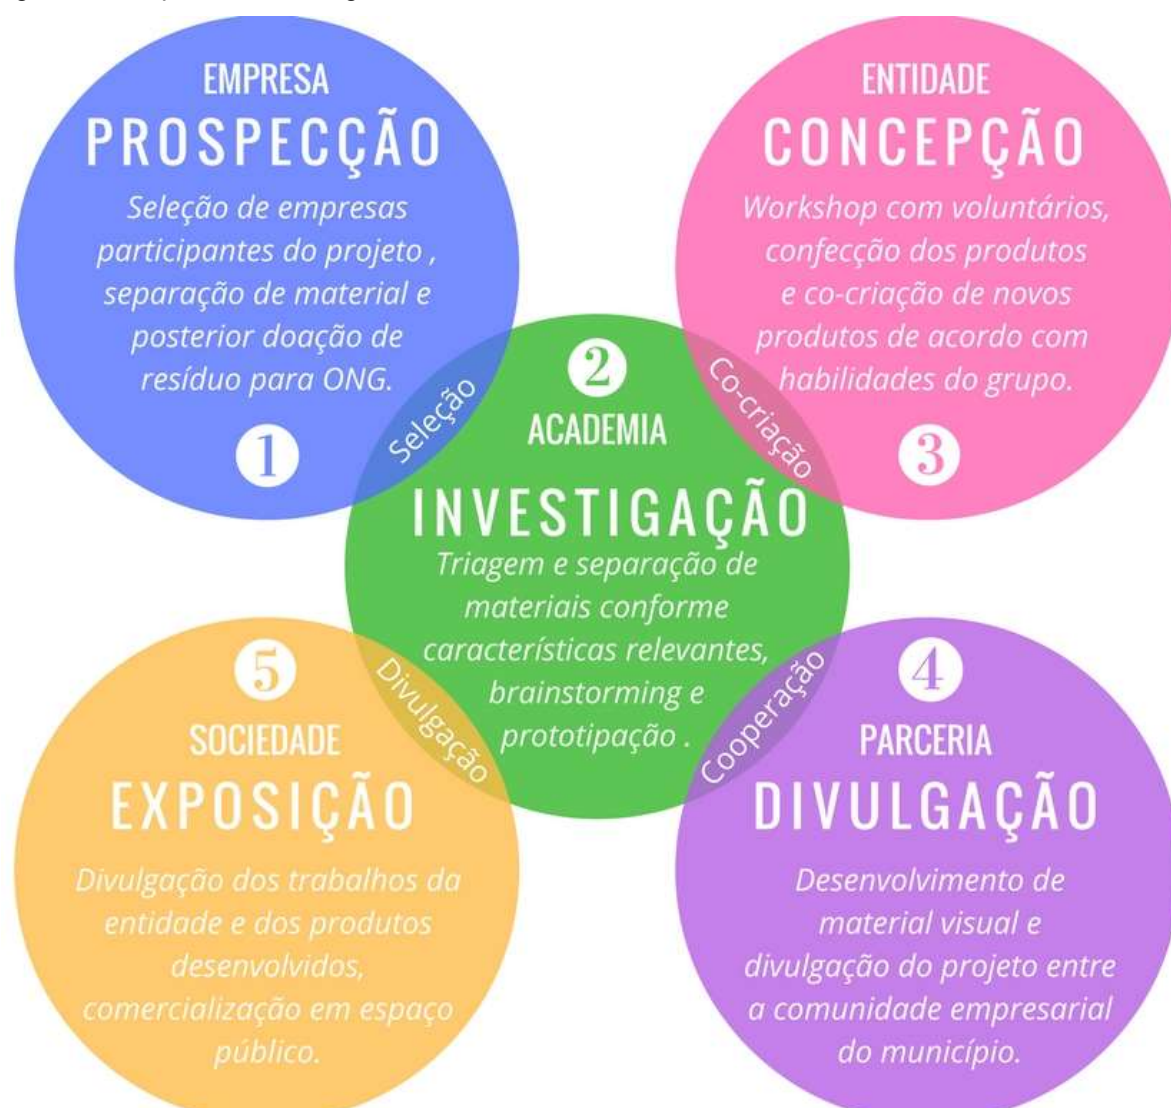 EMPRESA
PROSPECÇÃO
Seleção de empresas
participantes do projeto ,
separação de material e
posterior doação de
resíduo para ONG.
1
Seleção
2
ACADEMIA
INVESTIGAÇÃO
Triagem e separação de
materiais conforme
características relevantes,
brainstorming e
prototipação .
ENTIDADE
CONCEPÇÃO
Workshop com voluntários,
confecção dos produtos
e co-criação de novos
produtos de acordo com
habilidades do grupo.
3
Co-criação
Cooperação
4
PARCERIA
DIVULGAÇÃO
Desenvolvimento de
material visual e
divulgação do projeto entre
a comunidade empresarial
do município.
Divulgação
5
SOCIEDADE
EXPOSIÇÃO
Divulgação dos trabalhos da
entidade e dos produtos
desenvolvidos,
comercialização em espaço
público.